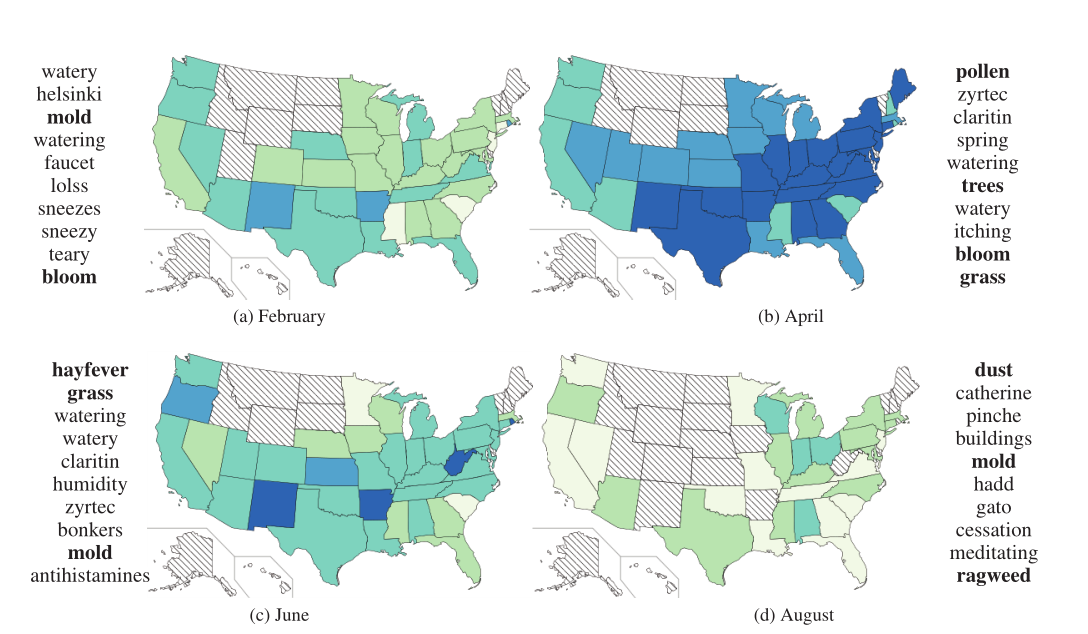 watery
helsinki
mold
watering
faucet
lolss
sneezes
sneezy
teary
bloom
(a) February
pollen
zyrtec
claritin
spring
watering
trees
watery
itching
bloom
grass
(b) April
hayfever
grass
watering
watery
claritin
humidity
zyrtec
bonkers
mold
antihistamines
(c) June
dust
catherine
pinche
buildings
mold
hadd
gato
cessation
meditating
ragweed
(d) August